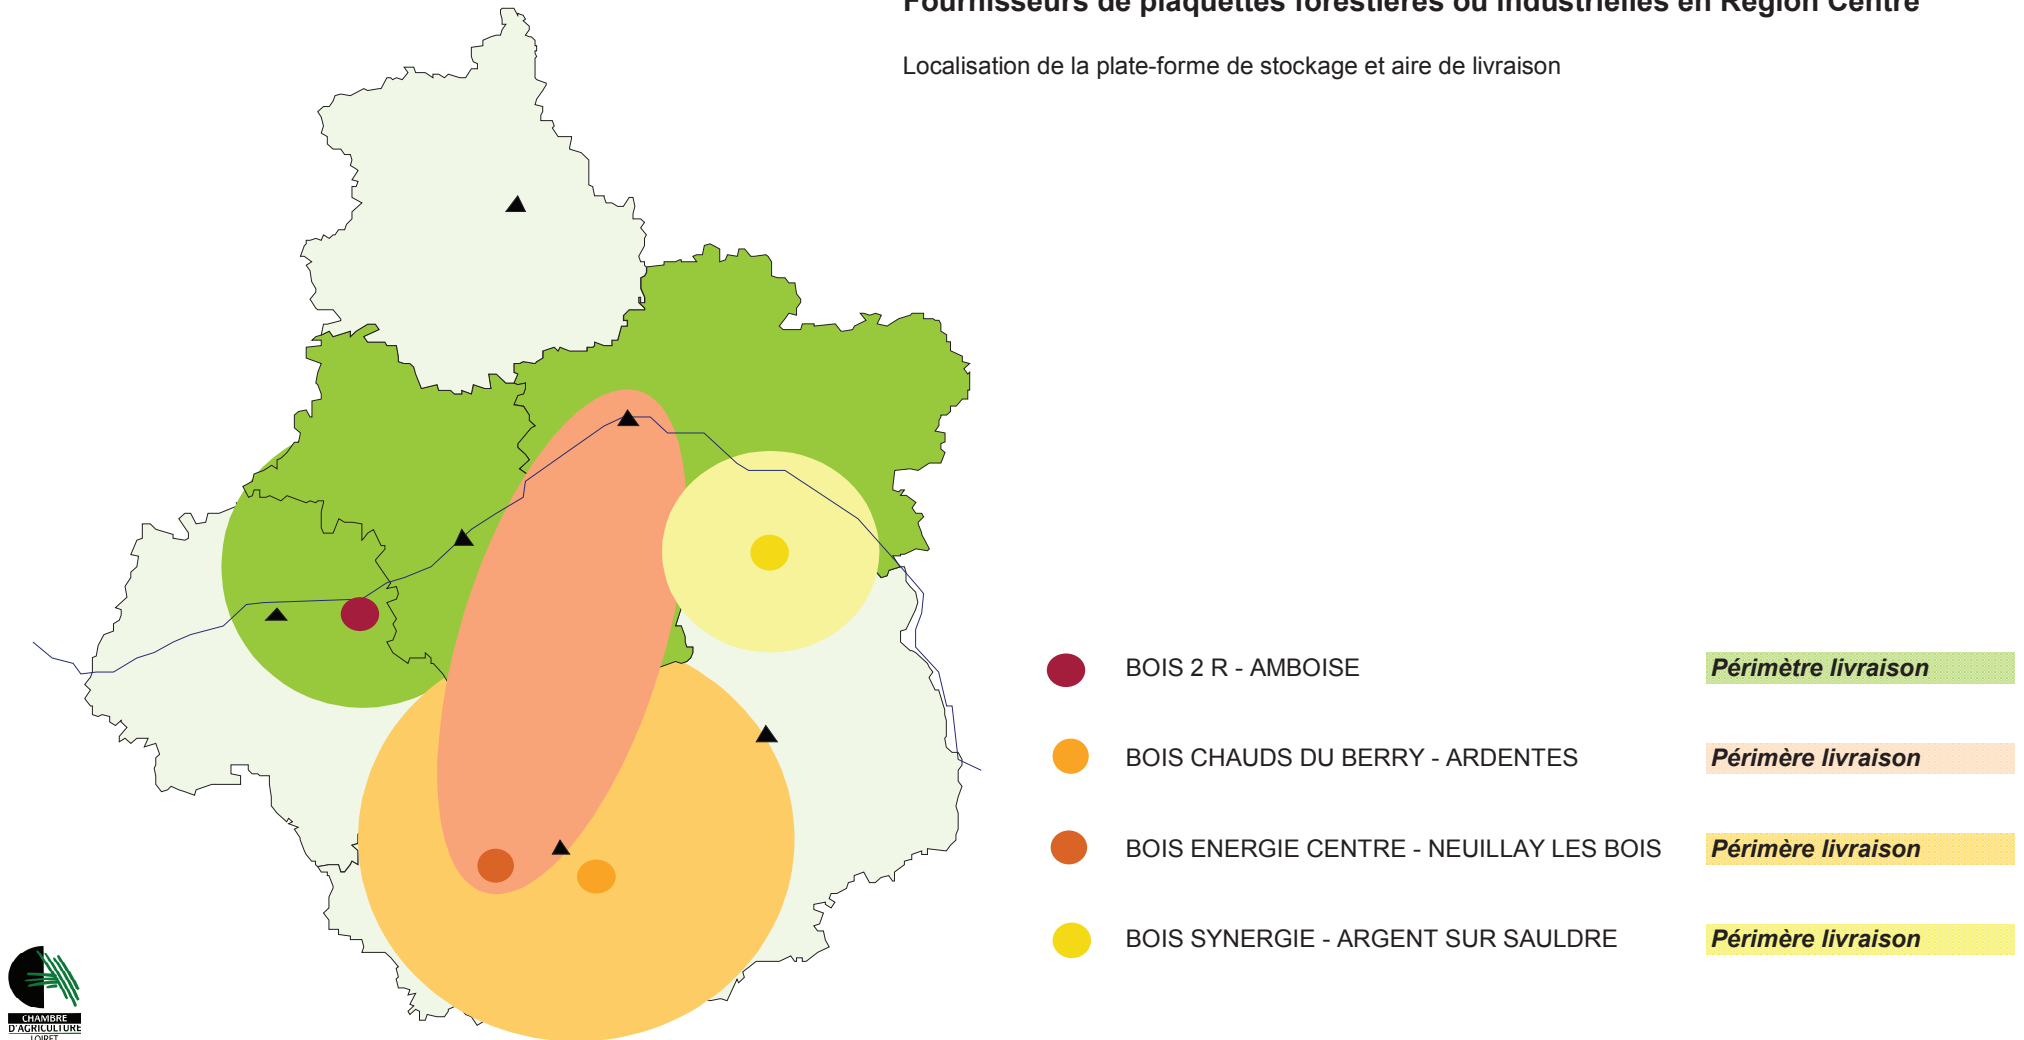 Fournisseurs de plaquettes forestières ou industrielles en Région Centre
Localisation de la plate-forme de stockage et aire de livraison
BOIS 2 R - AMBOISE
Périmètre livraison
BOIS CHAUDS DU BERRY - ARDENTES
Périmère livraison
BOIS ENERGIE CENTRE - NEUILLAY LES BOIS
Périmère livraison
BOIS SYNERGIE - ARGENT SUR SAULDRE
Périmère livraison
CHAMBRE
D'AGRICULTURE
LOIRET